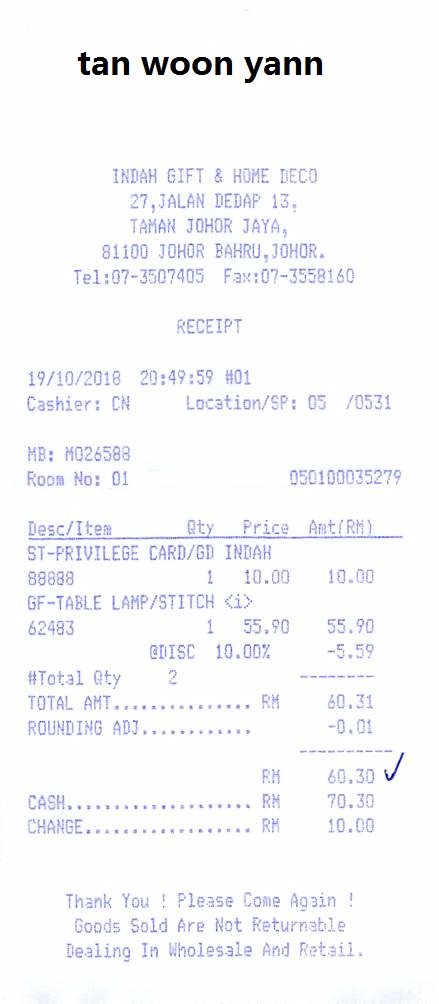 tan woon yann
INDAH GIFT & HOME DECO
27,JALAN DEDAP 13,
TAMAN JOHOR JAYA,
81100 JOHOR BAHRU,JOHOR.
Tel:07-3507405 Fax:07-3558160
RECEIPT
19/10/2018 20:49:59 #01
Cashier: CN Location/SP: 05 /0531
MB: M026588
Room No: 01 050100035279
Desc/Item Qty Price Amt(RM)
ST-PRIVILEGE CARD/GD INDAH
88888 1 10.00 10.00
GF-TABLE LAMP/STITCH <i>
62483 1 55.90 55.90
@DISC 10.00% -5.59
#Total Qty 2 --------
TOTAL AMT............... RM 60.31
ROUNDING ADJ............ -0.01
----------
RM 60.30
CASH.................... RM 70.30
CHANGE.................. RM 10.00
Thank You ! Please Come Again !
Goods Sold Are Not Returnable
Dealing In Wholesale And Retail.